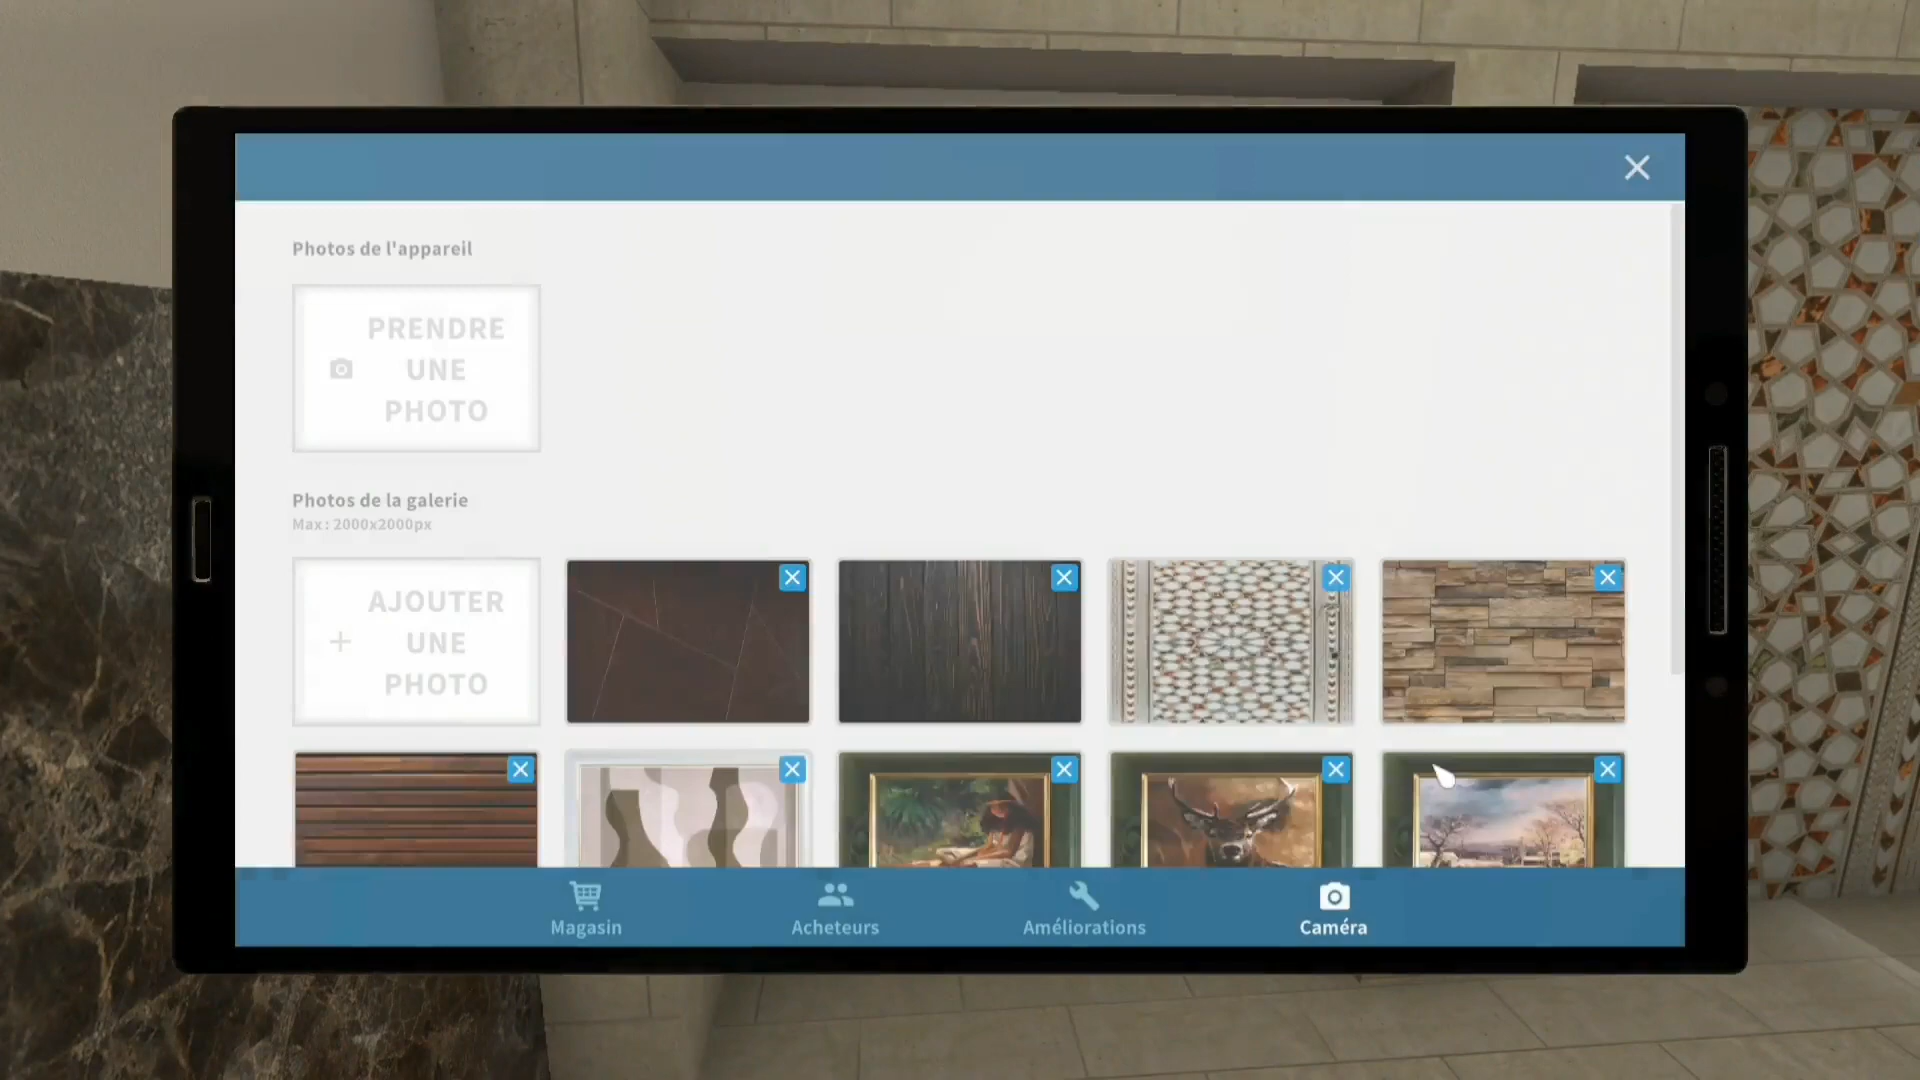 Photos de l'appareil
PRENDRE
UNE
PHOTO
Photos de la galerie
Max : 2000x2000px
AJOUTER
UNE
PHOTO
Magasin
Acheteurs
Améliorations
Caméra